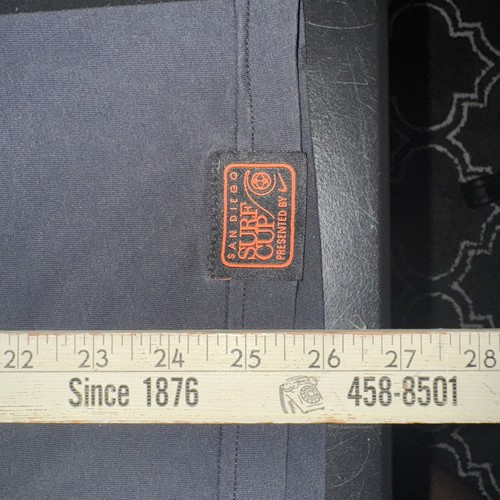 SAN DIEGO
SURF
CUP
PRESENTED BY
22 23 24 25 26 27 28
Since 1876 458-8501